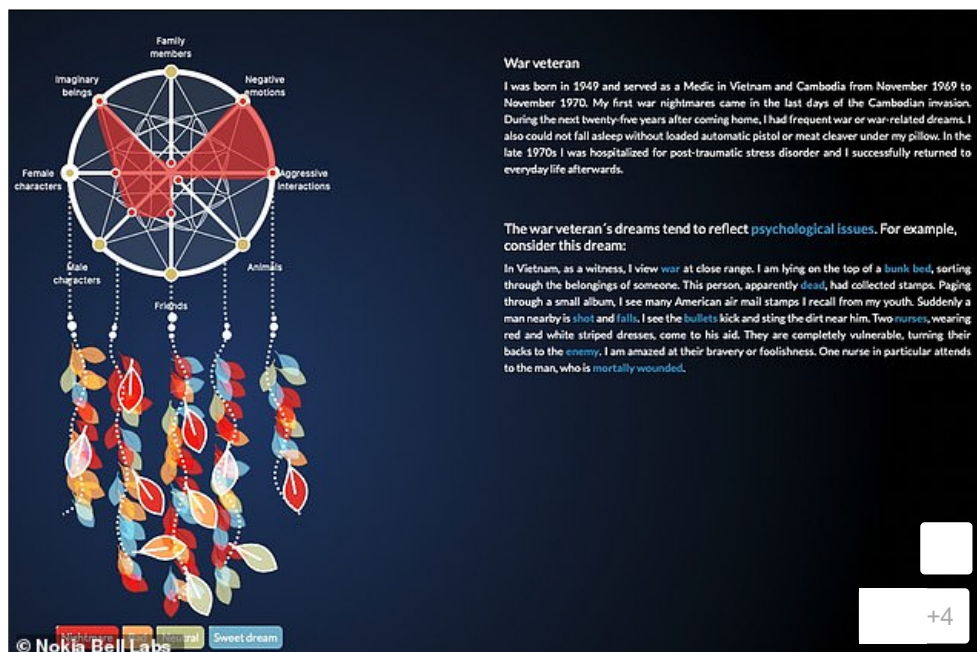 Family
members
Imaginary
beings
Negative
emotions
Female
characters
Aggressive
interactions
Male
characters
Animals
Friends
War veteran
I was born in 1949 and served as a Medic in Vietnam and Cambodia from November 1969 to
November 1970. My first war nightmares came in the last days of the Cambodian invasion.
During the next twenty-five years after coming home, I had frequent war or war-related dreams. I
also could not fall asleep without loaded automatic pistol or meat cleaver under my pillow. In the
late 1970s I was hospitalized for post-traumatic stress disorder and I successfully returned to
everyday life afterwards.
The war veteran´s dreams tend to reflect psychological issues. For example,
consider this dream:
In Vietnam, as a witness, I view war at close range. I am lying on the top of a bunk bed, sorting
through the belongings of someone. This person, apparently dead, had collected stamps. Paging
through a small album, I see many American air mail stamps I recall from my youth. Suddenly a
man nearby is shot and falls. I see the bullets kick and sting the dirt near him. Two nurses, wearing
red and white striped dresses, come to his aid. They are completely vulnerable, turning their
backs to the enemy. I am amazed at their bravery or foolishness. One nurse in particular attends
to the man, who is mortally wounded.
Nightmare Bad Neutral Sweet dream
© Nokia Bell Labs
+4